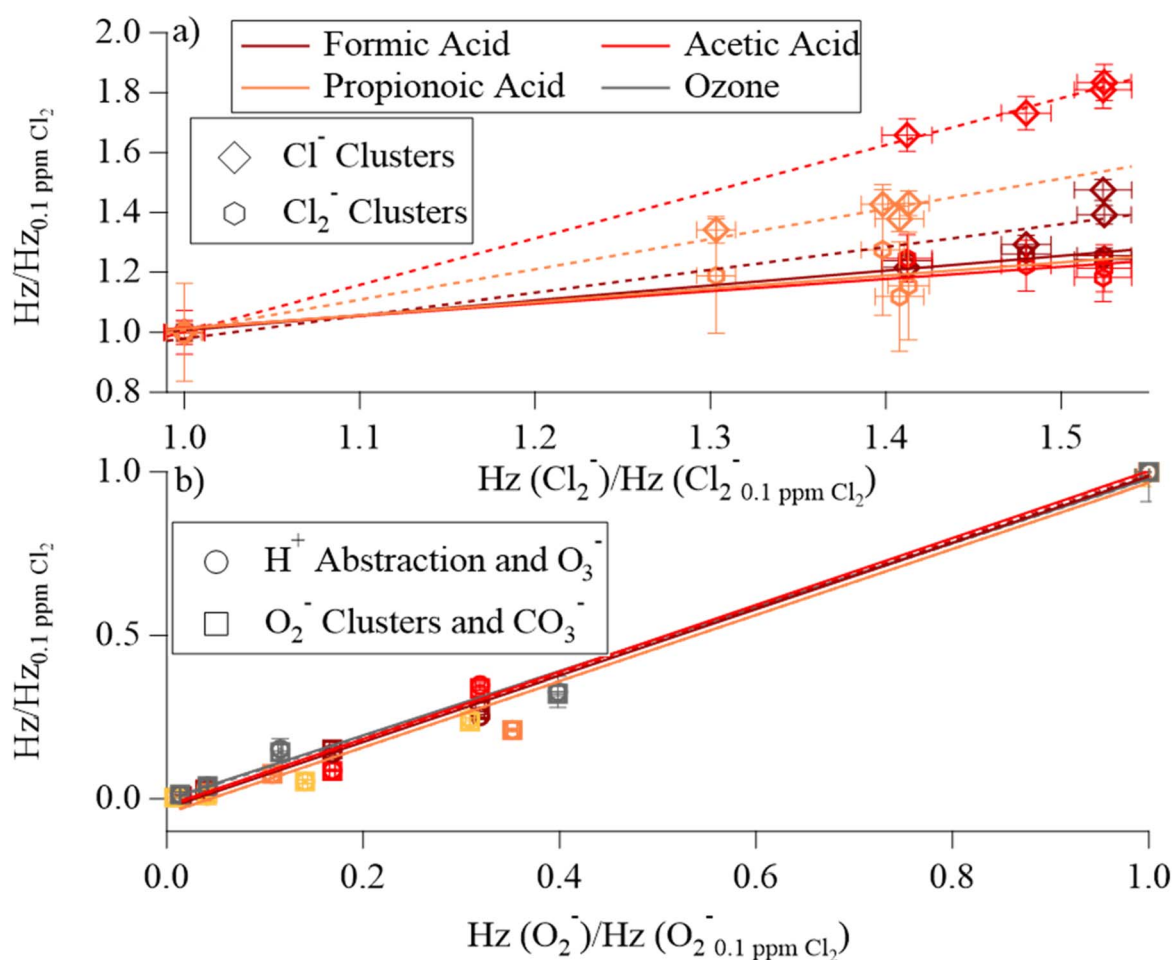 a)
Formic Acid
Acetic Acid
Propionoic Acid
Ozone
Cl⁻ Clusters
Cl₂⁻ Clusters
Hz/Hz₀.₁ ppm Cl₂
2.0
1.8
1.6
1.4
1.2
1.0
0.8
1.0 1.1 1.2 1.3 1.4 1.5
Hz (Cl₂⁻)/Hz (Cl₂⁻ ₀.₁ ppm Cl₂)
b)
H⁺ Abstraction and O₃⁻
O₂⁻ Clusters and CO₃⁻
Hz/Hz₀.₁ ppm Cl₂
1.0
0.5
0.0
0.0 0.2 0.4 0.6 0.8 1.0
Hz (O₂⁻)/Hz (O₂⁻ ₀.₁ ppm Cl₂)